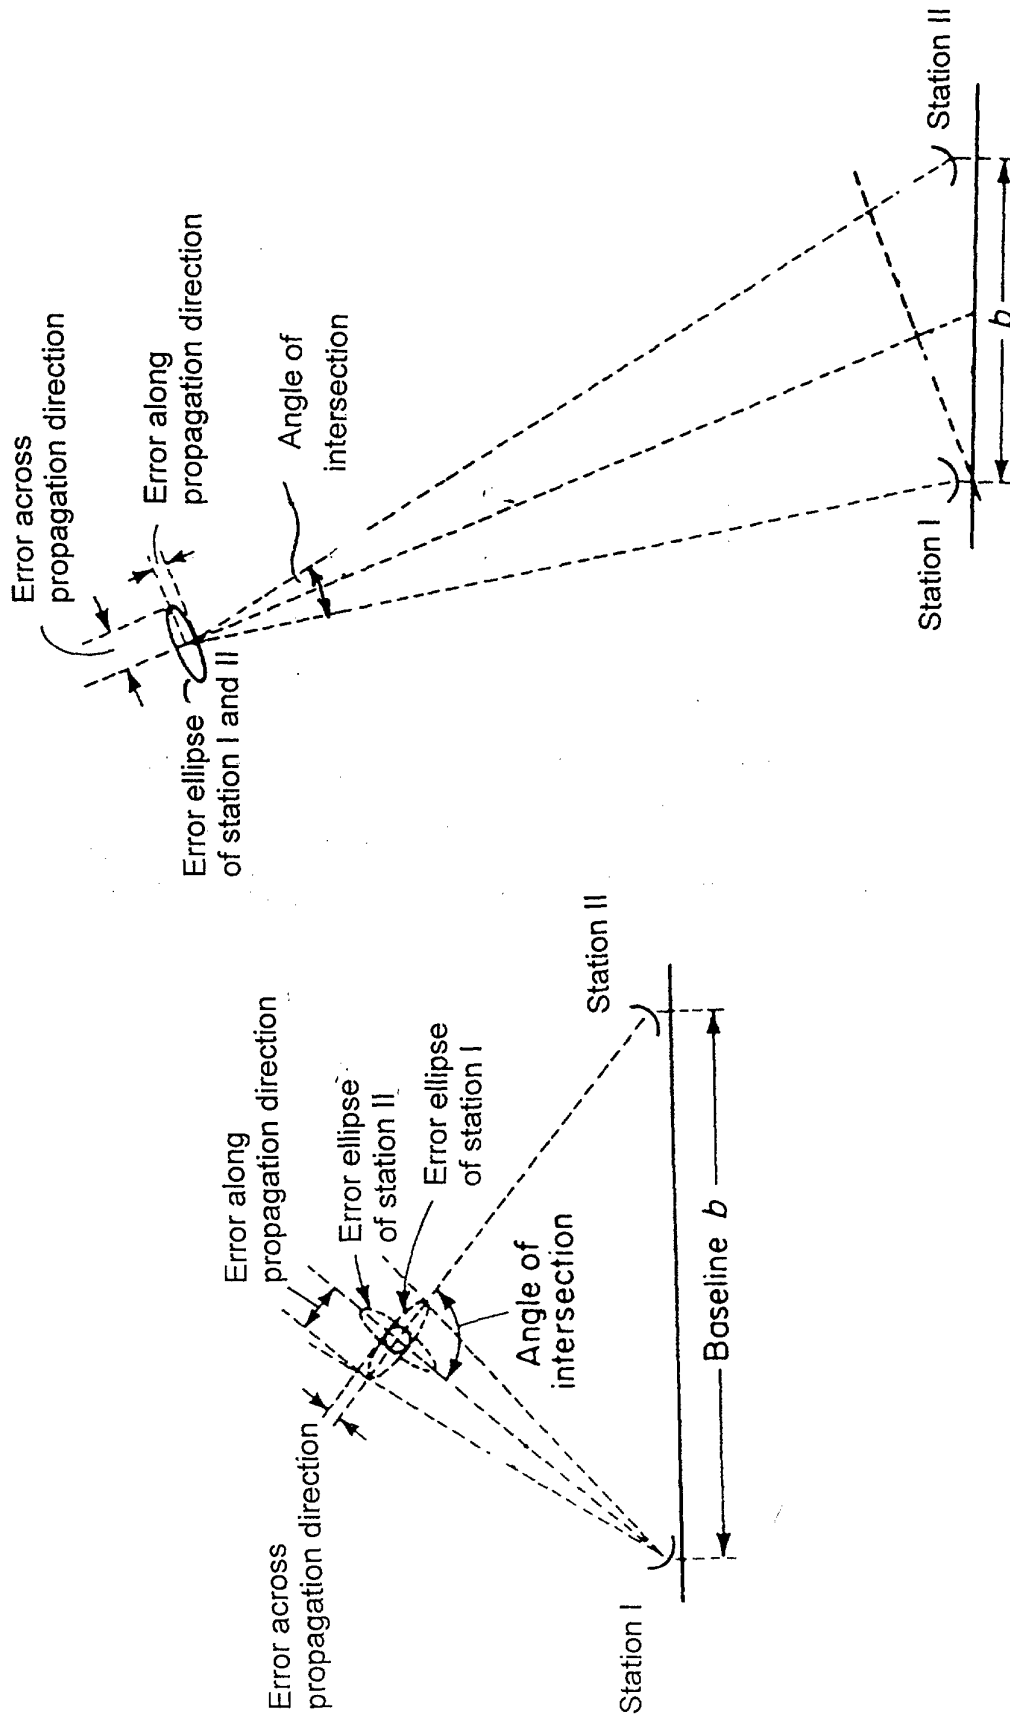 Error across
propagation direction
Error along
propagation direction
Error ellipse
of station II
Error ellipse
of station I
Angle of
intersection
Station I
Station II
Baseline b
Error across
propagation direction
Error along
propagation direction
Error ellipse
of station I and II
Angle of
intersection
Station I
Station II
b